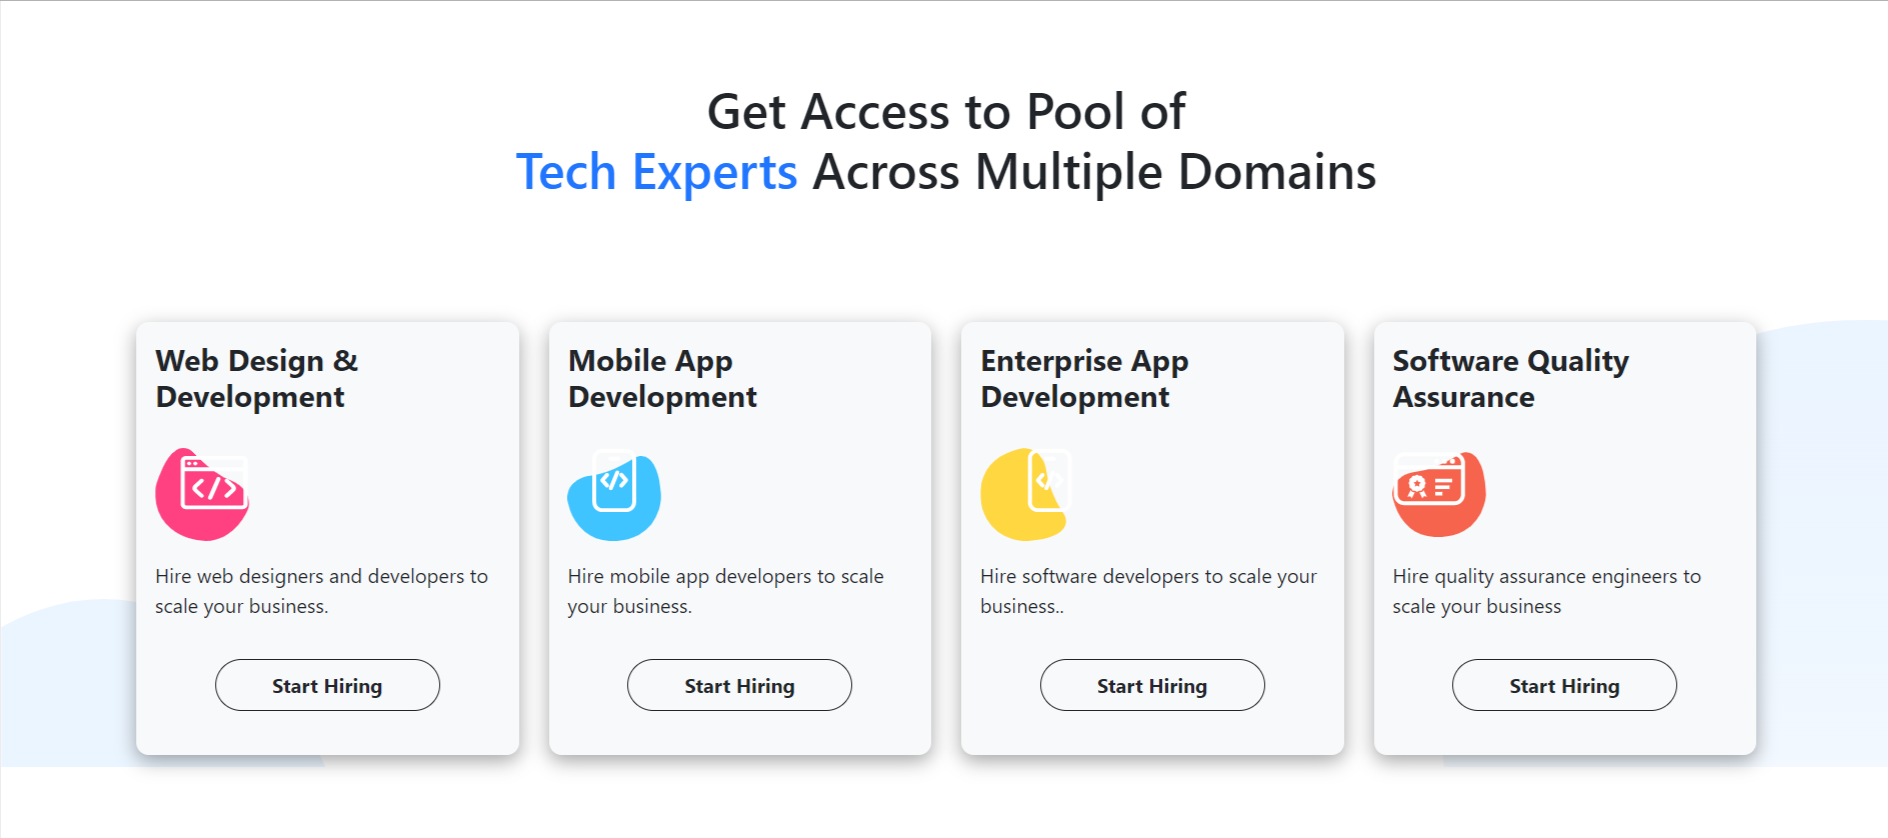 Get Access to Pool of
Tech Experts Across Multiple Domains
Web Design &
Development
Hire web designers and developers to
scale your business.
Start Hiring
Mobile App
Development
Hire mobile app developers to scale
your business.
Start Hiring
Enterprise App
Development
Hire software developers to scale your
business..
Start Hiring
Software Quality
Assurance
Hire quality assurance engineers to
scale your business
Start Hiring